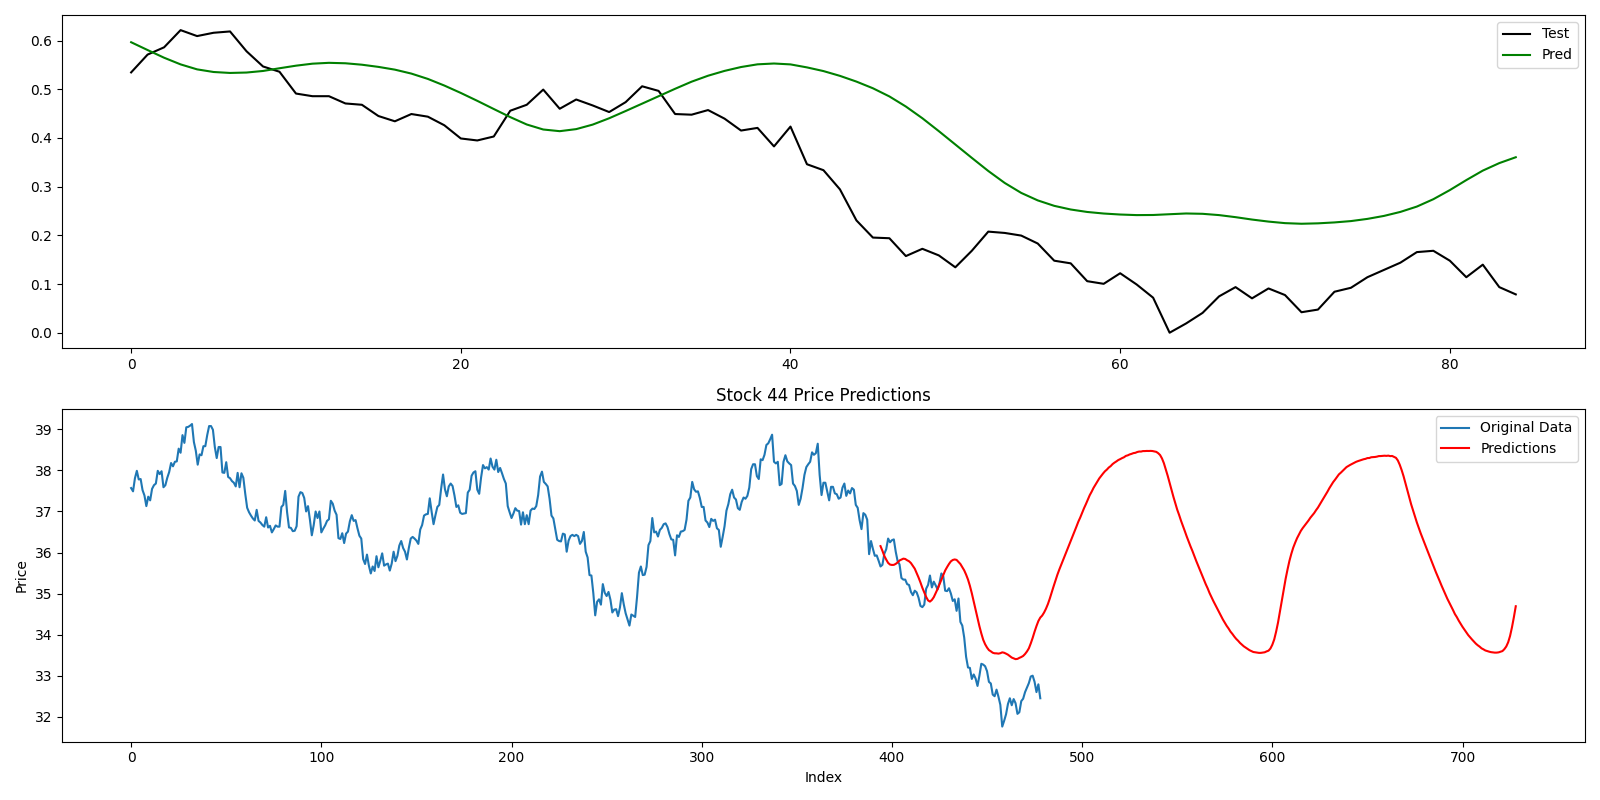 0.6
0.5
0.4
0.3
0.2
0.1
0.0
Test
Pred
0 20 40 60 80
Stock 44 Price Predictions
Price
39
38
37
36
35
34
33
32
Original Data
Predictions
0 100 200 300 400 500 600 700
Index